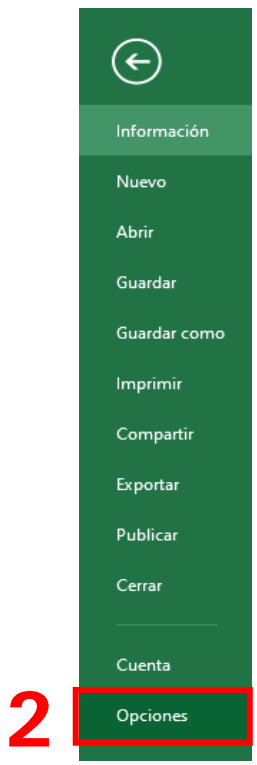 Información
Nuevo
Abrir
Guardar
Guardar como
Imprimir
Compartir
Exportar
Publicar
Cerrar
Cuenta
2
Opciones